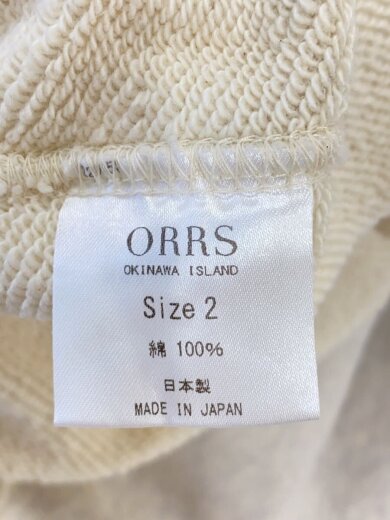 ORRS
OKINAWA ISLAND
Size 2
綿 100%
日本製
MADE IN JAPAN